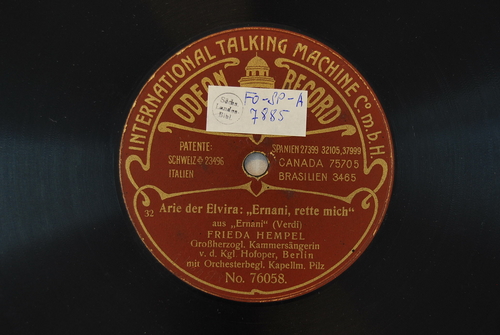 INTERNATIONAL TALKING MACHINE Co. m.b.H.
ODEON RECORD
FO-SP-A
7885
PATENTE:
SCHWEIZ 23496
ITALIEN
SPANIEN 27399 32105,37999
CANADA 75705
BRASILIEN 3465
32 Arie der Elvira: „Ernani, rette mich“
aus „Ernani“ (Verdi)
FRIEDA HEMPEL
Großherzogl. Kammersängerin
v. d. Kgl. Hofoper, Berlin
mit Orchesterbegl. Kapellm. Pilz
No. 76058.